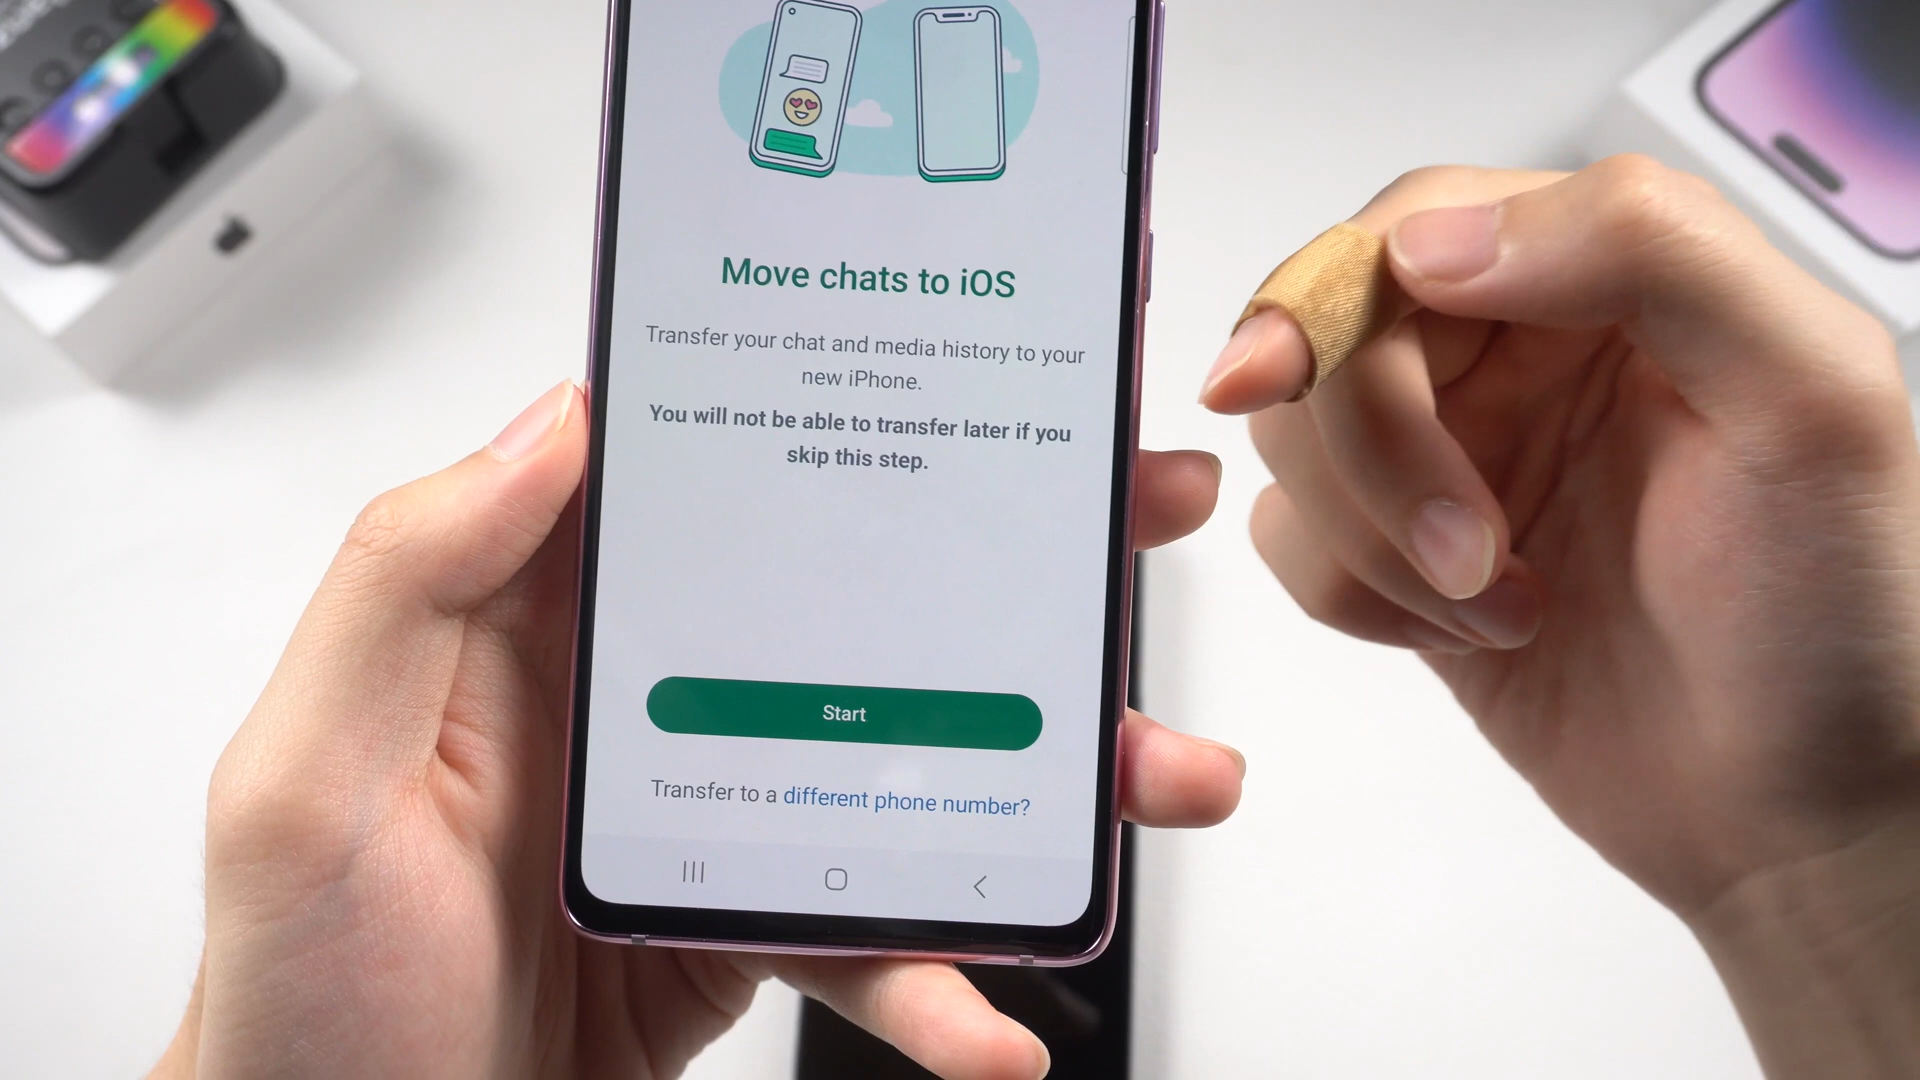 Move chats to iOS
Transfer your chat and media history to your
new iPhone.
You will not be able to transfer later if you
skip this step.
Start
Transfer to a different phone number?